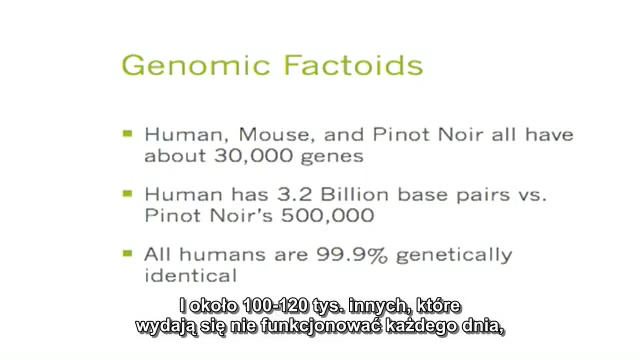 Genomic Factoids
Human, Mouse, and Pinot Noir all have
about 30,000 genes
Human has 3.2 Billion base pairs vs.
Pinot Noir's 500,000
All humans are 99.9% genetically
identical
I około 100-120 tys. innych, które
wydają się nie funkcjonować każdego dnia,